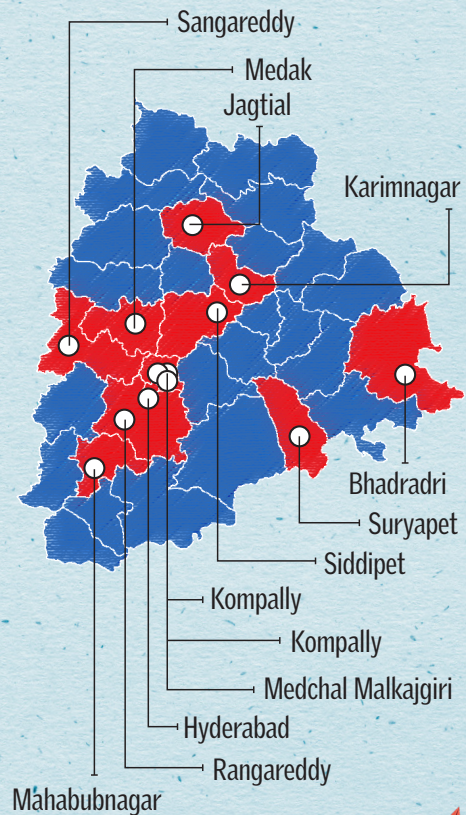 Sangareddy
Medak
Jagtial
Karimnagar
Bhadradri
Suryapet
Siddipet
Kompally
Kompally
Medchal Malkajgiri
Hyderabad
Rangareddy
Mahabubnagar